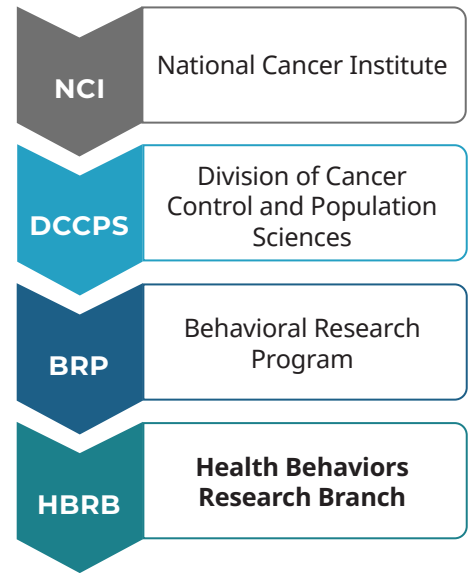 NCI
National Cancer Institute
DCCPS
Division of Cancer
Control and Population
Sciences
BRP
Behavioral Research
Program
HBRB
Health Behaviors
Research Branch